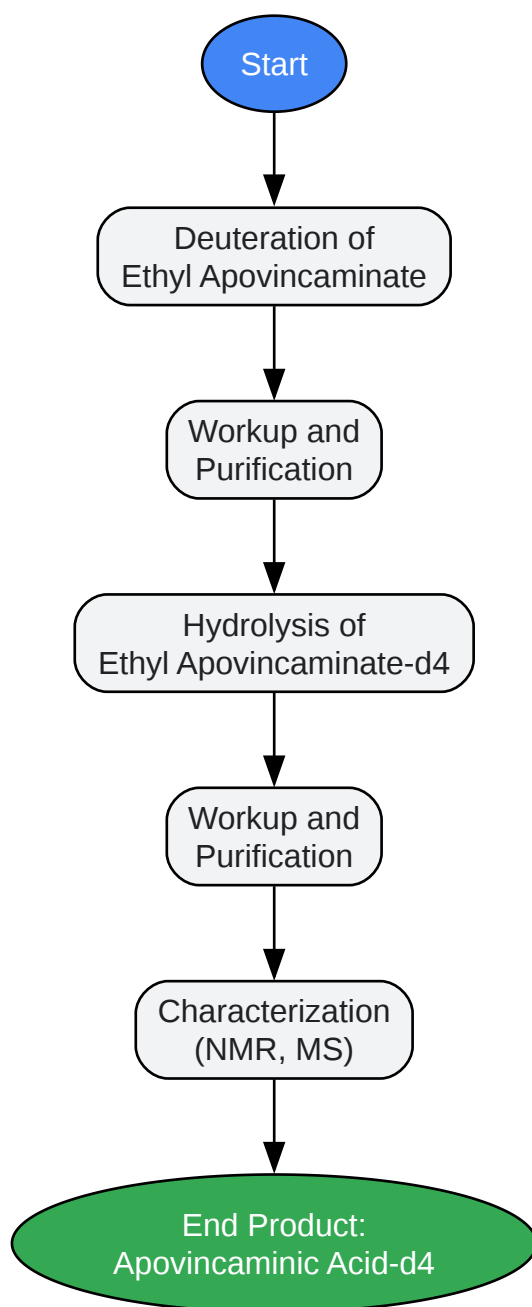 Start
Deuteration of
Ethyl Apovincaminate
Workup and
Purification
Hydrolysis of
Ethyl Apovincaminate-d4
Workup and
Purification
Characterization
(NMR, MS)
End Product:
Apovincaminic Acid-d4